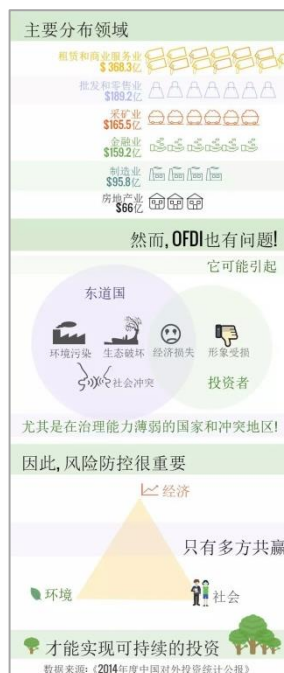 主要分布领域
租赁和商业服务业
$368.3亿
批发和零售业
$189.2亿
采矿业
$165.5亿
金融业
$159.2亿
制造业
$95.8亿
房地产业
$66亿
然而, OFDI也有问题!
它可能引起
东道国
环境污染 生态破坏 经济损失 形象受损
社会冲突
投资者
尤其是在治理能力薄弱的国家和冲突地区!
因此, 风险防控很重要
经济
只有多方共赢
环境
社会
才能实现可持续的投资
数据来源:《2014年度中国对外投资统计公报》